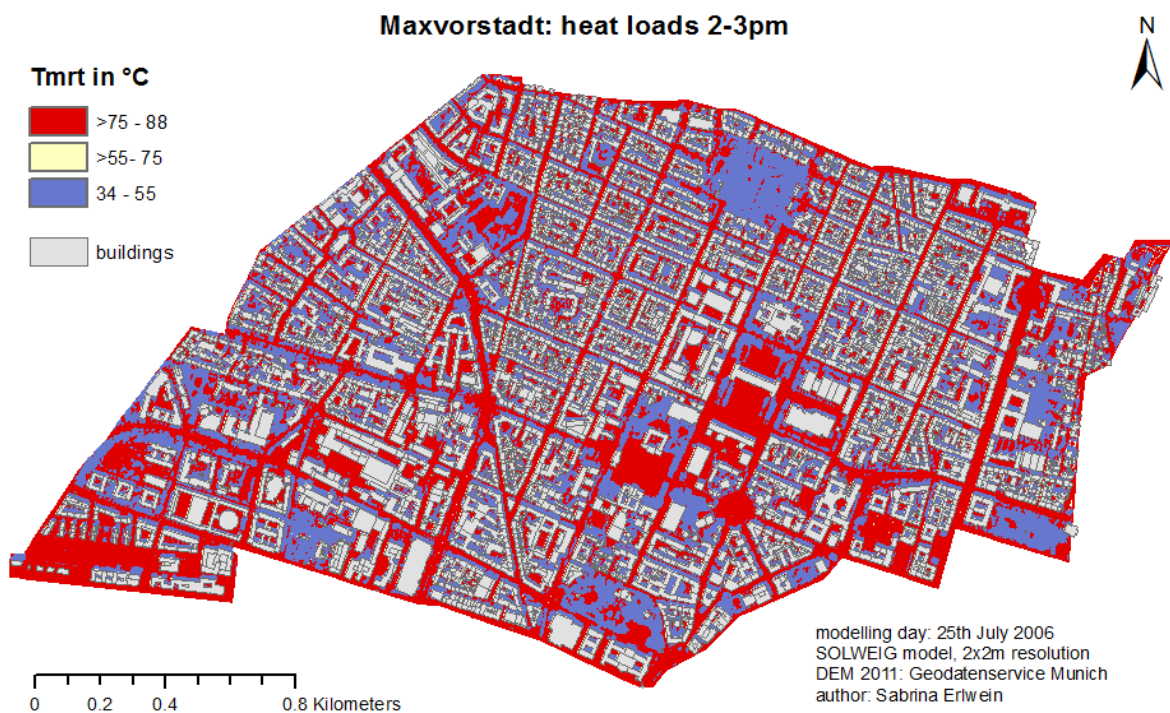 Maxvorstadt: heat loads 2-3pm
N
Tmrt in °C
>75 - 88
>55- 75
34 - 55
buildings
modelling day: 25th July 2006
SOLWEIG model, 2x2m resolution
DEM 2011: Geodatenservice Munich
author: Sabrina Erlwein
0 0.2 0.4 0.8 Kilometers